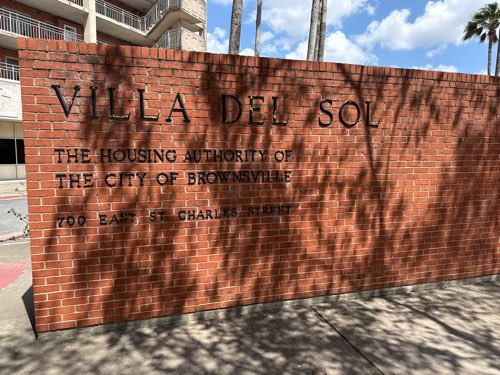 VILLA DEL SOL
THE HOUSING AUTHORITY OF
THE CITY OF BROWNSVILLE
700 EAST ST. CHARLES STREET